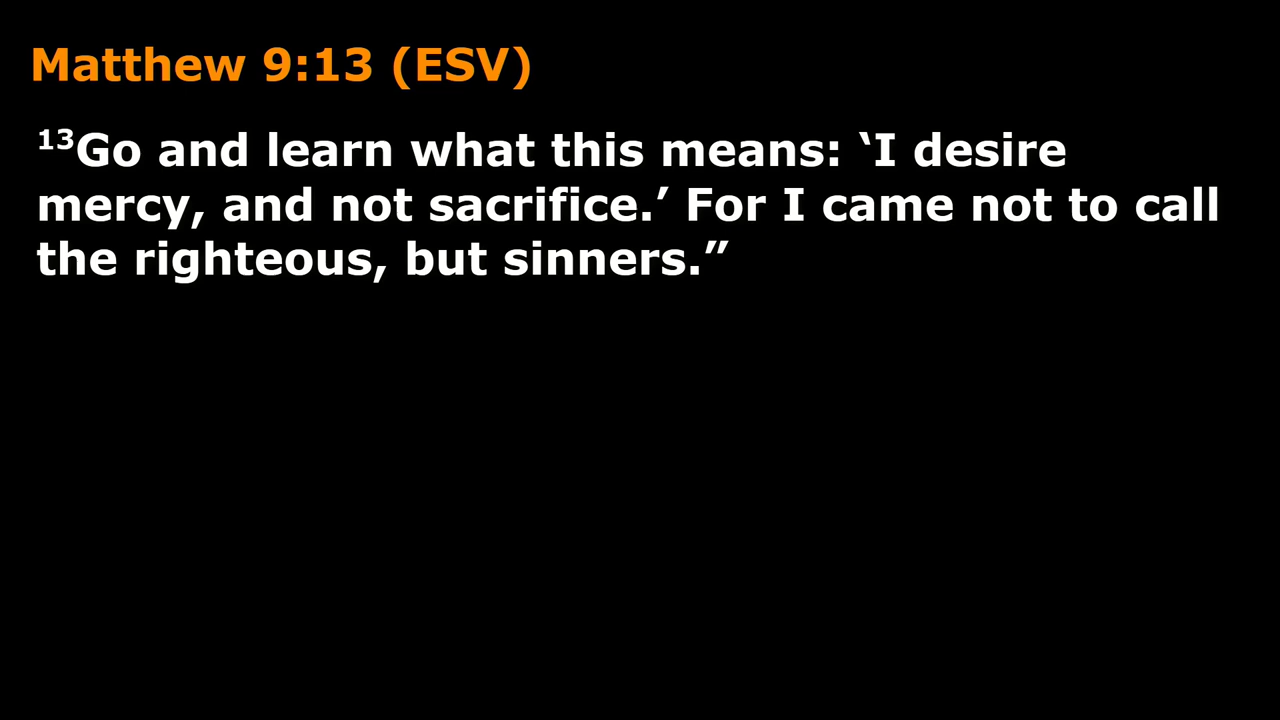 Matthew 9:13 (ESV)
¹³Go and learn what this means: ‘I desire
mercy, and not sacrifice.’ For I came not to call
the righteous, but sinners.”